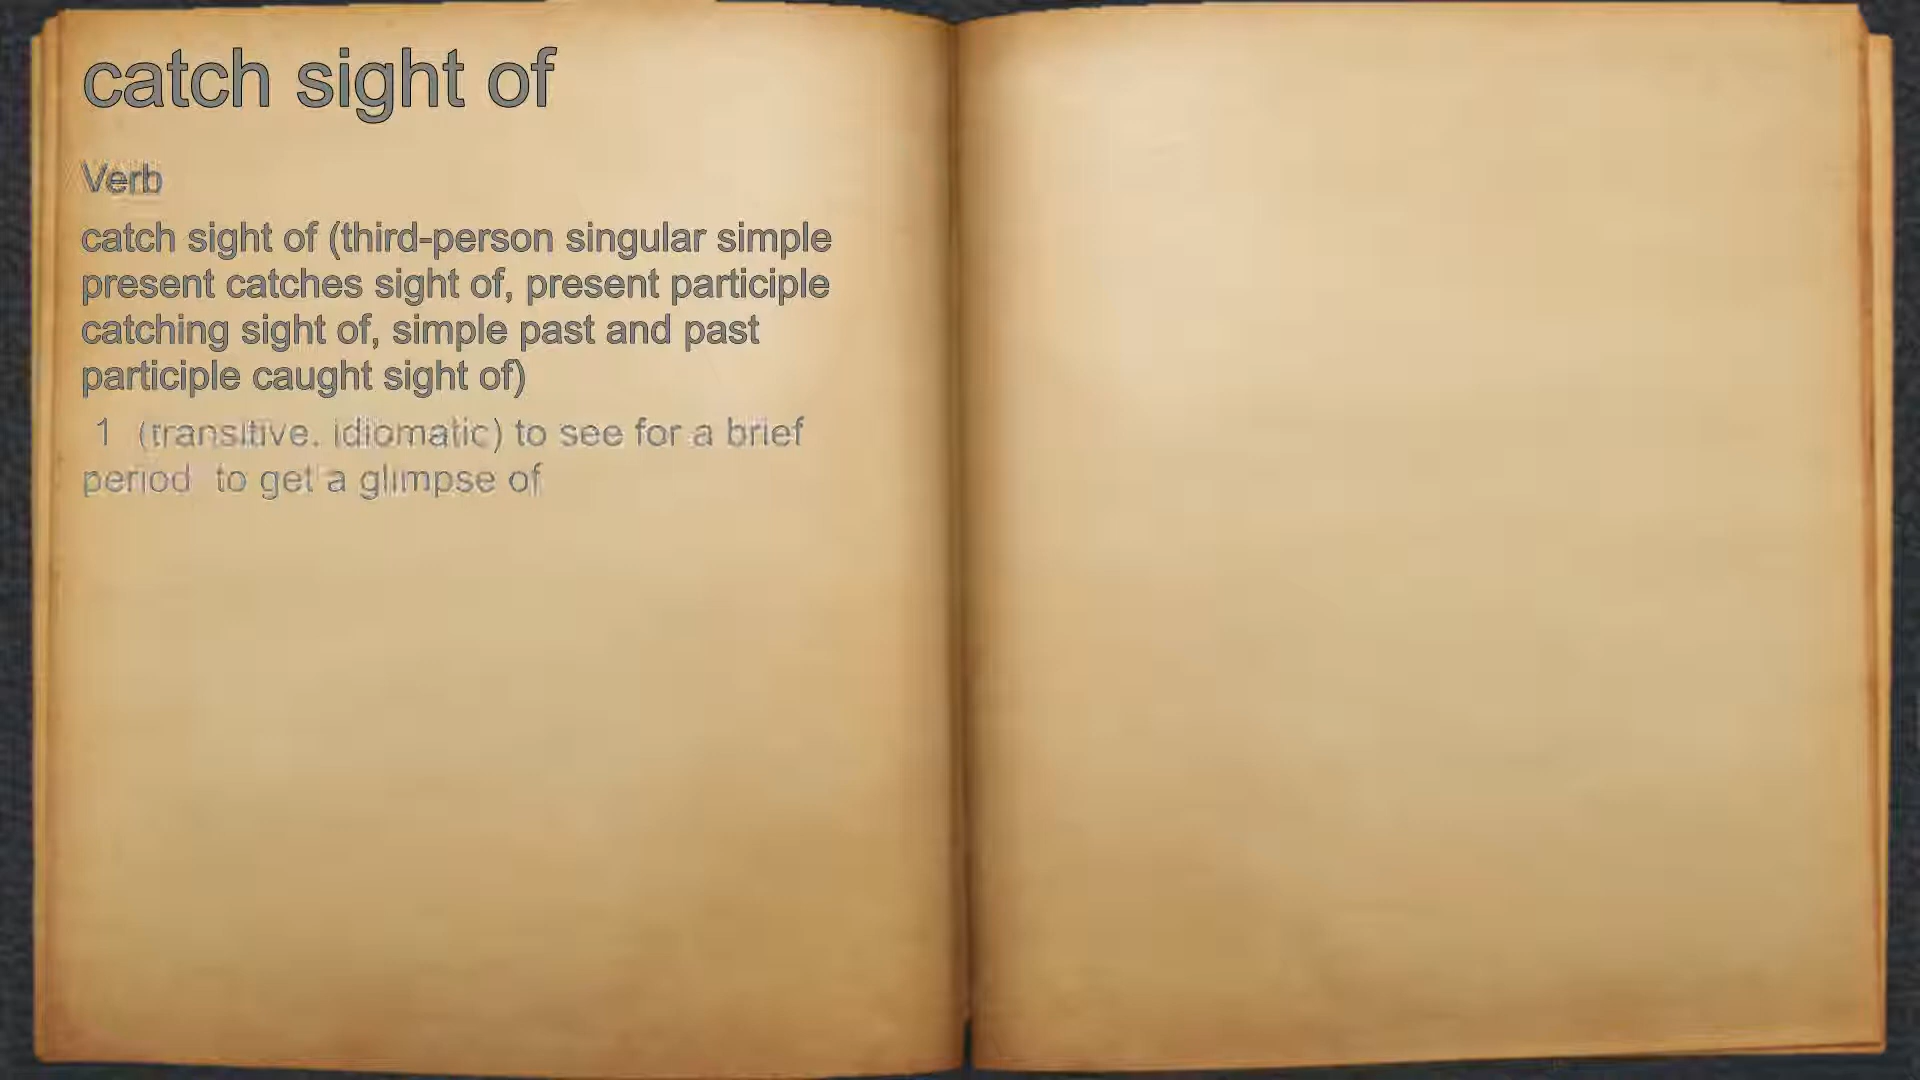 catch sight of
Verb
catch sight of (third-person singular simple
present catches sight of, present participle
catching sight of, simple past and past
participle caught sight of)
1 (transitive, idiomatic) to see for a brief
period to get a glimpse of